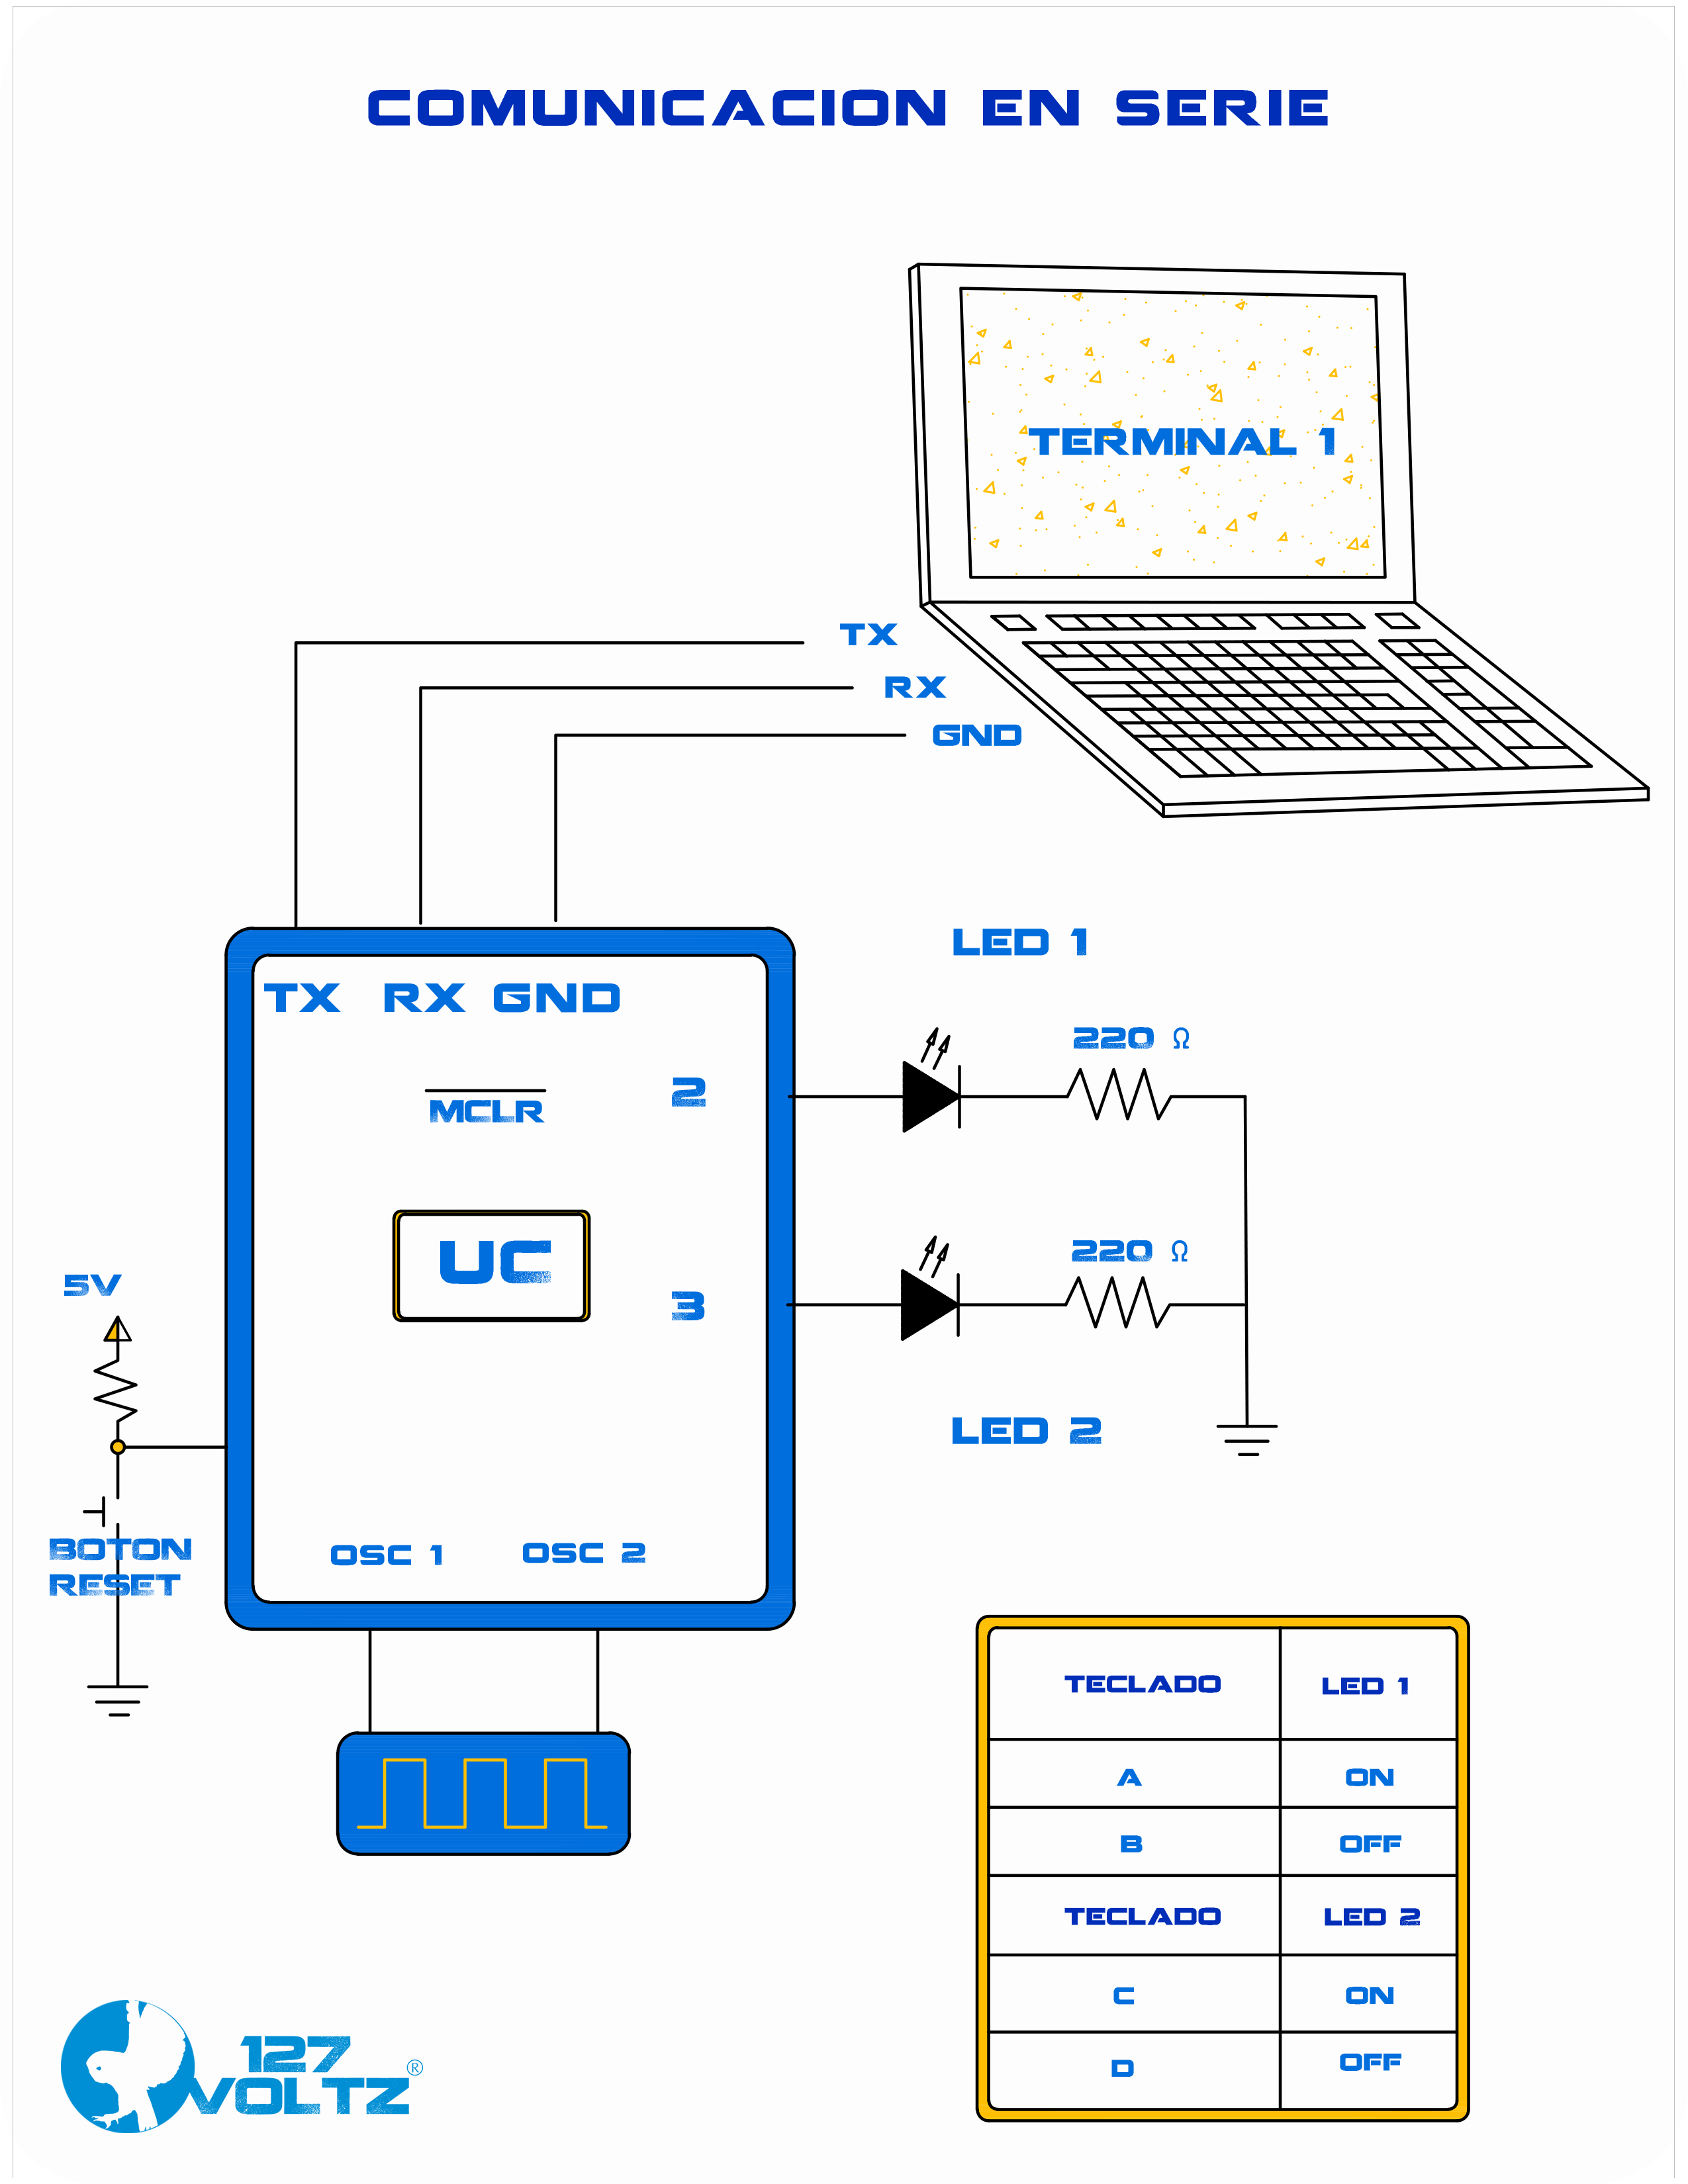 COMUNICACION EN SERIE
TERMINAL 1
TX
RX
GND
LED 1
TX RX GND
220 Ω
2
MCLR
UC
220 Ω
5V
3
LED 2
BOTON
RESET
OSC 1 OSC 2
TECLADO LED 1
A ON
B OFF
TECLADO LED 2
C ON
D OFF
127
VOLTZ®